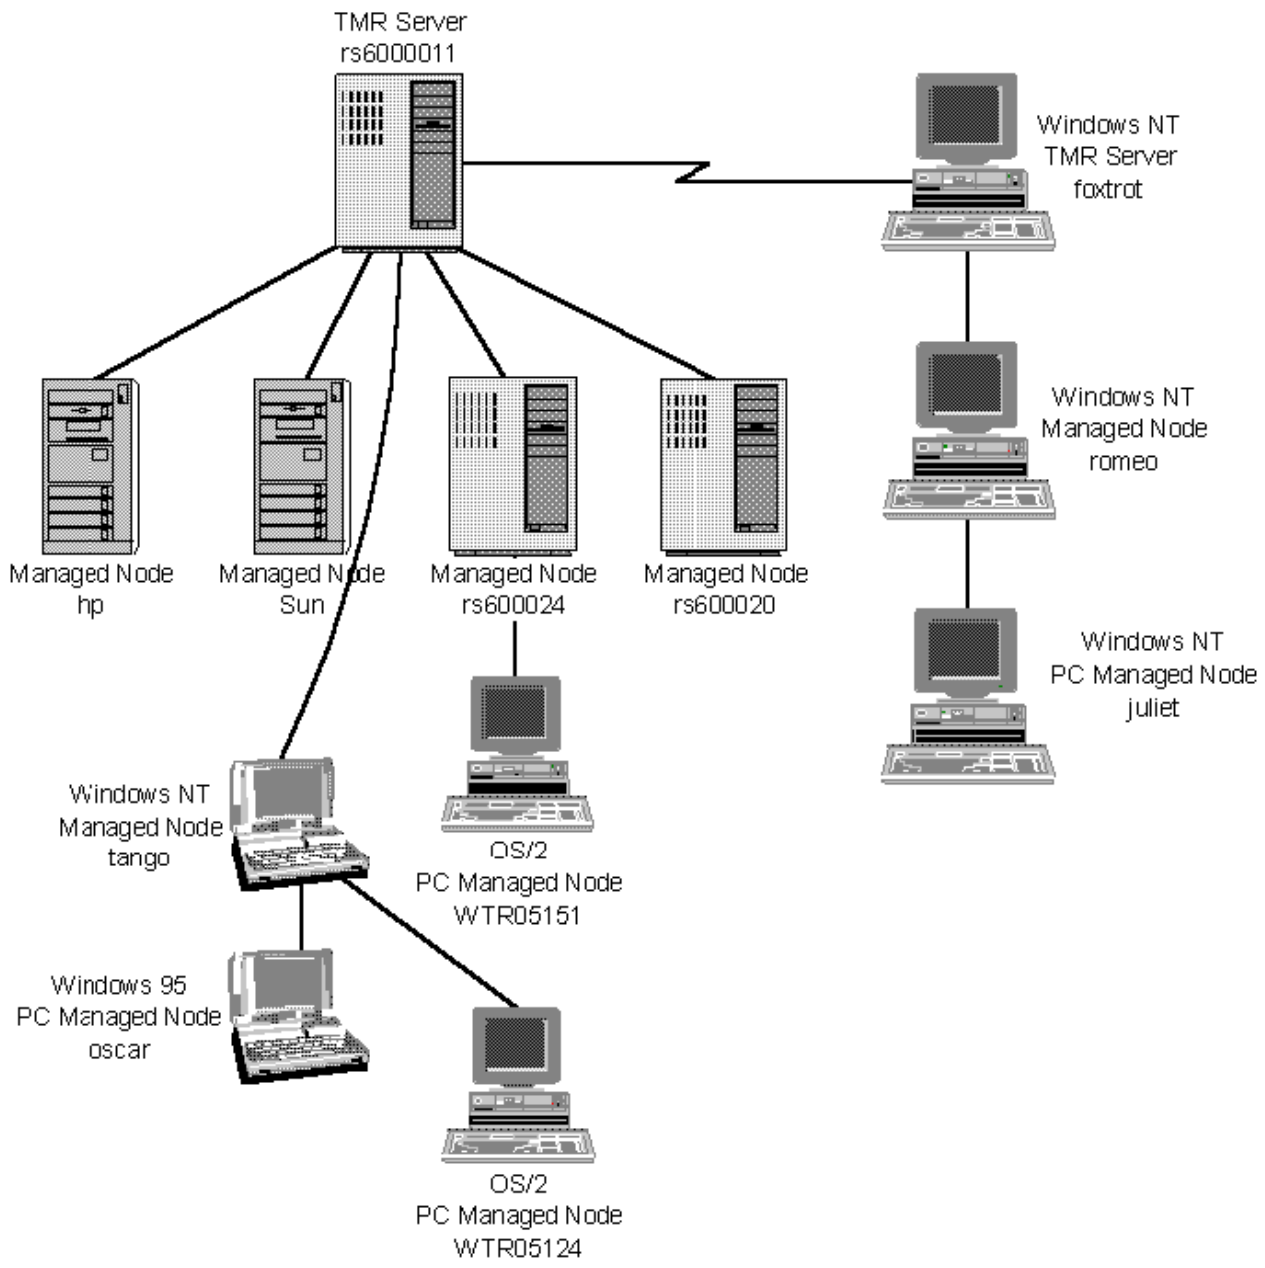 TMR Server
rs6000011
Windows NT
TMR Server
foxtrot
Windows NT
Managed Node
romeo
Managed Node
hp
Managed Node
Sun
Managed Node
rs600024
Managed Node
rs600020
Windows NT
PC Managed Node
juliet
Windows NT
Managed Node
tango
OS/2
PC Managed Node
WTR05151
Windows 95
PC Managed Node
oscar
OS/2
PC Managed Node
WTR05124